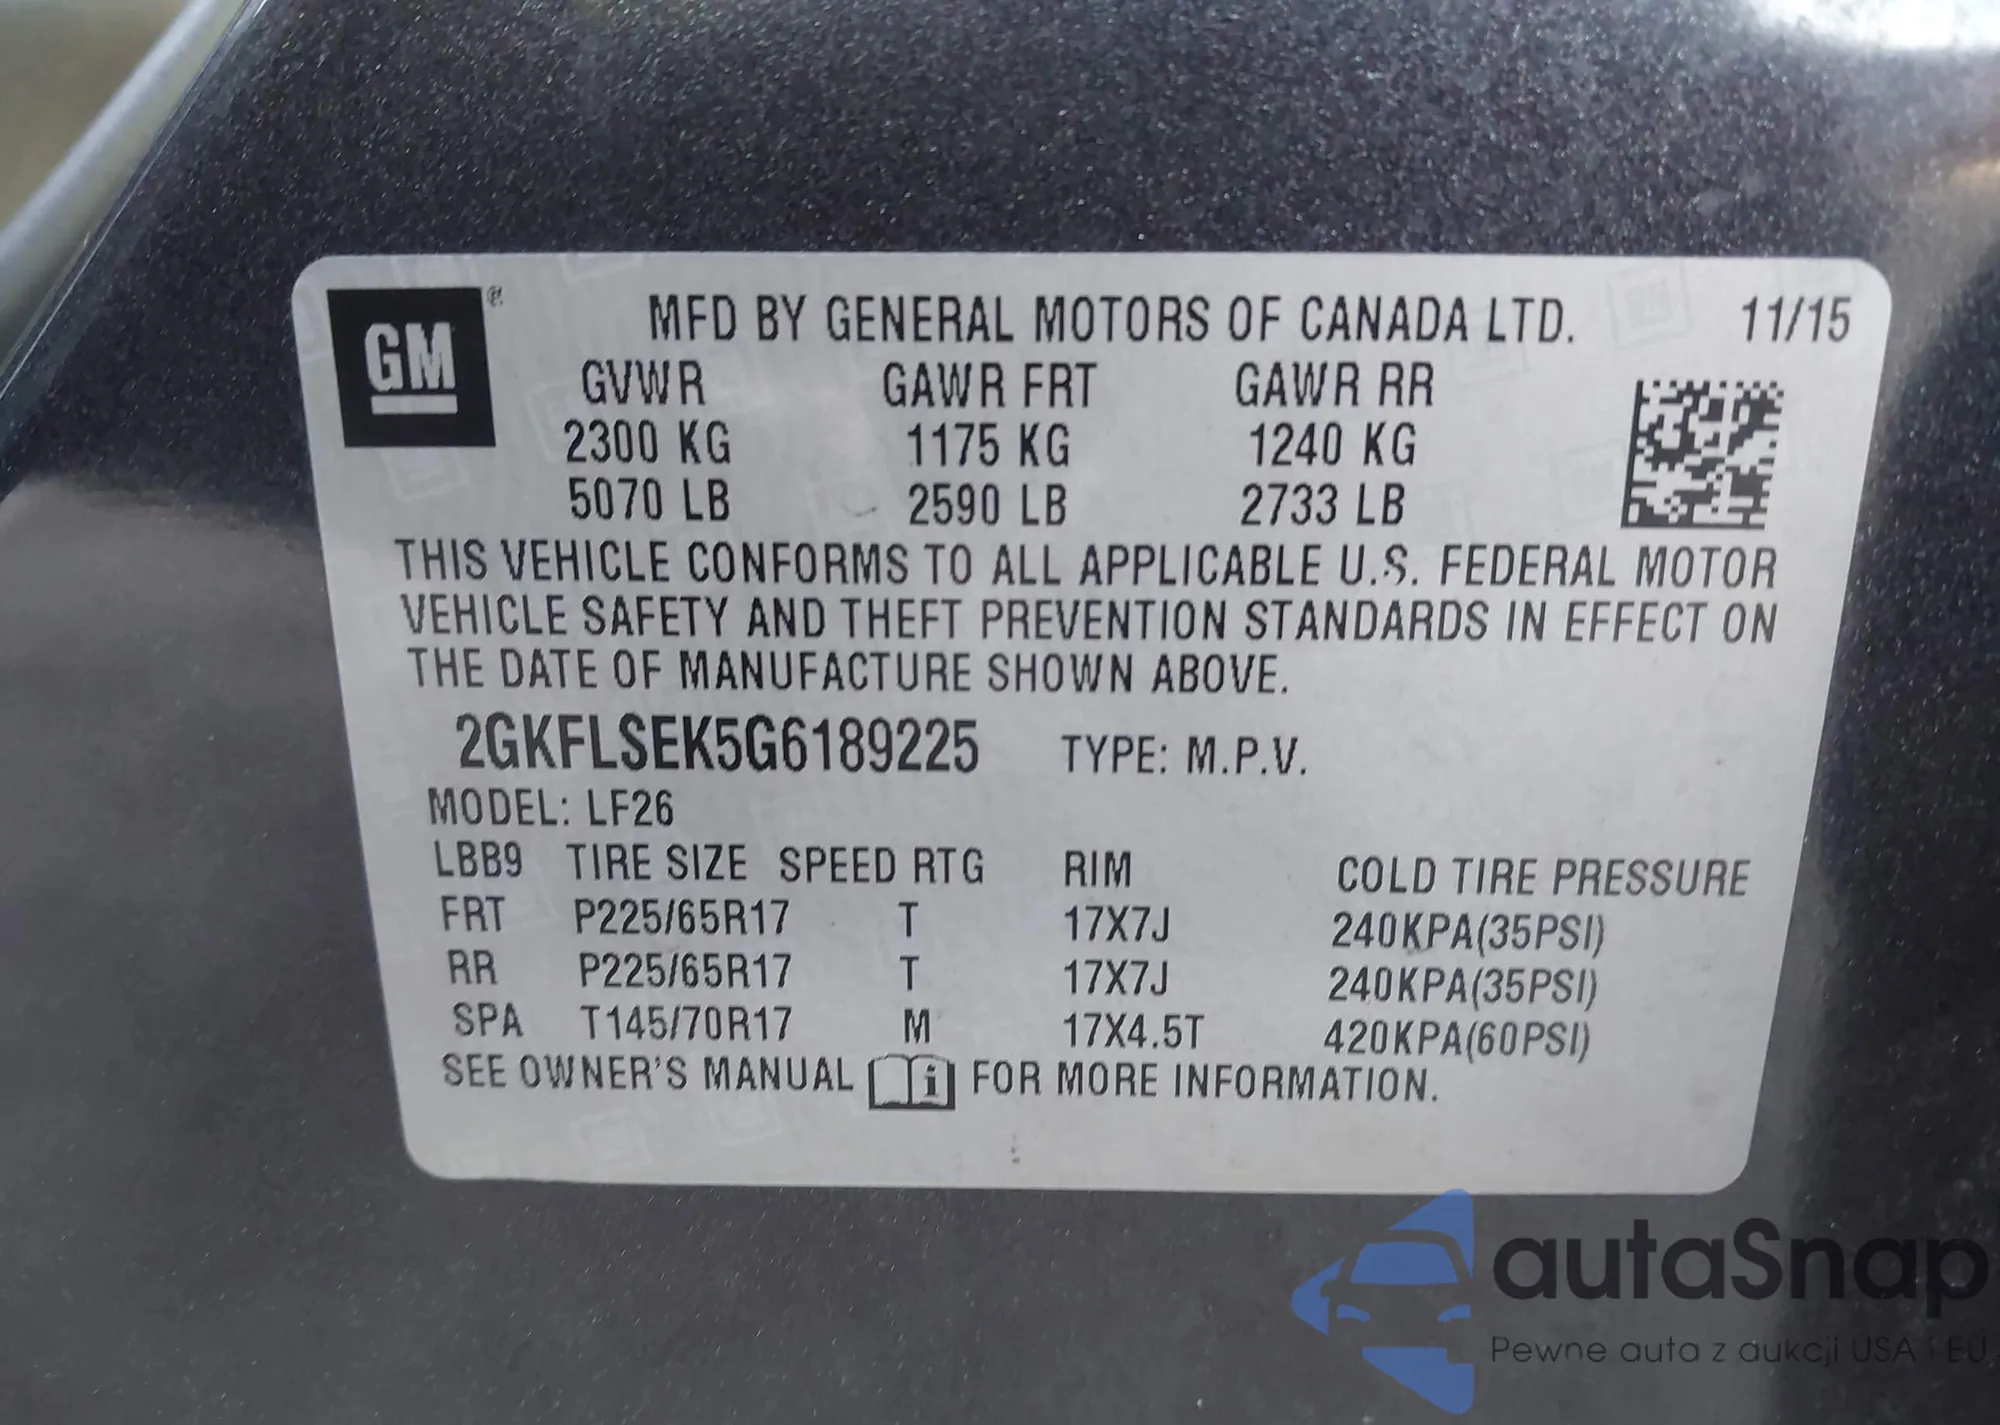 GM
MFD BY GENERAL MOTORS OF CANADA LTD. 11/15
GVWR GAWR FRT GAWR RR
2300 KG 1175 KG 1240 KG
5070 LB 2590 LB 2733 LB
THIS VEHICLE CONFORMS TO ALL APPLICABLE U.S. FEDERAL MOTOR
VEHICLE SAFETY AND THEFT PREVENTION STANDARDS IN EFFECT ON
THE DATE OF MANUFACTURE SHOWN ABOVE.
2GKFLSEK5G6189225 TYPE: M.P.V.
MODEL: LF26
LBB9 TIRE SIZE SPEED RTG RIM COLD TIRE PRESSURE
FRT P225/65R17 T 17X7J 240KPA(35PSI)
RR P225/65R17 T 17X7J 240KPA(35PSI)
SPA T145/70R17 M 17X4.5T 420KPA(60PSI)
SEE OWNER'S MANUAL i FOR MORE INFORMATION.
autaSnap
Pewne auta z aukcji USA i EU